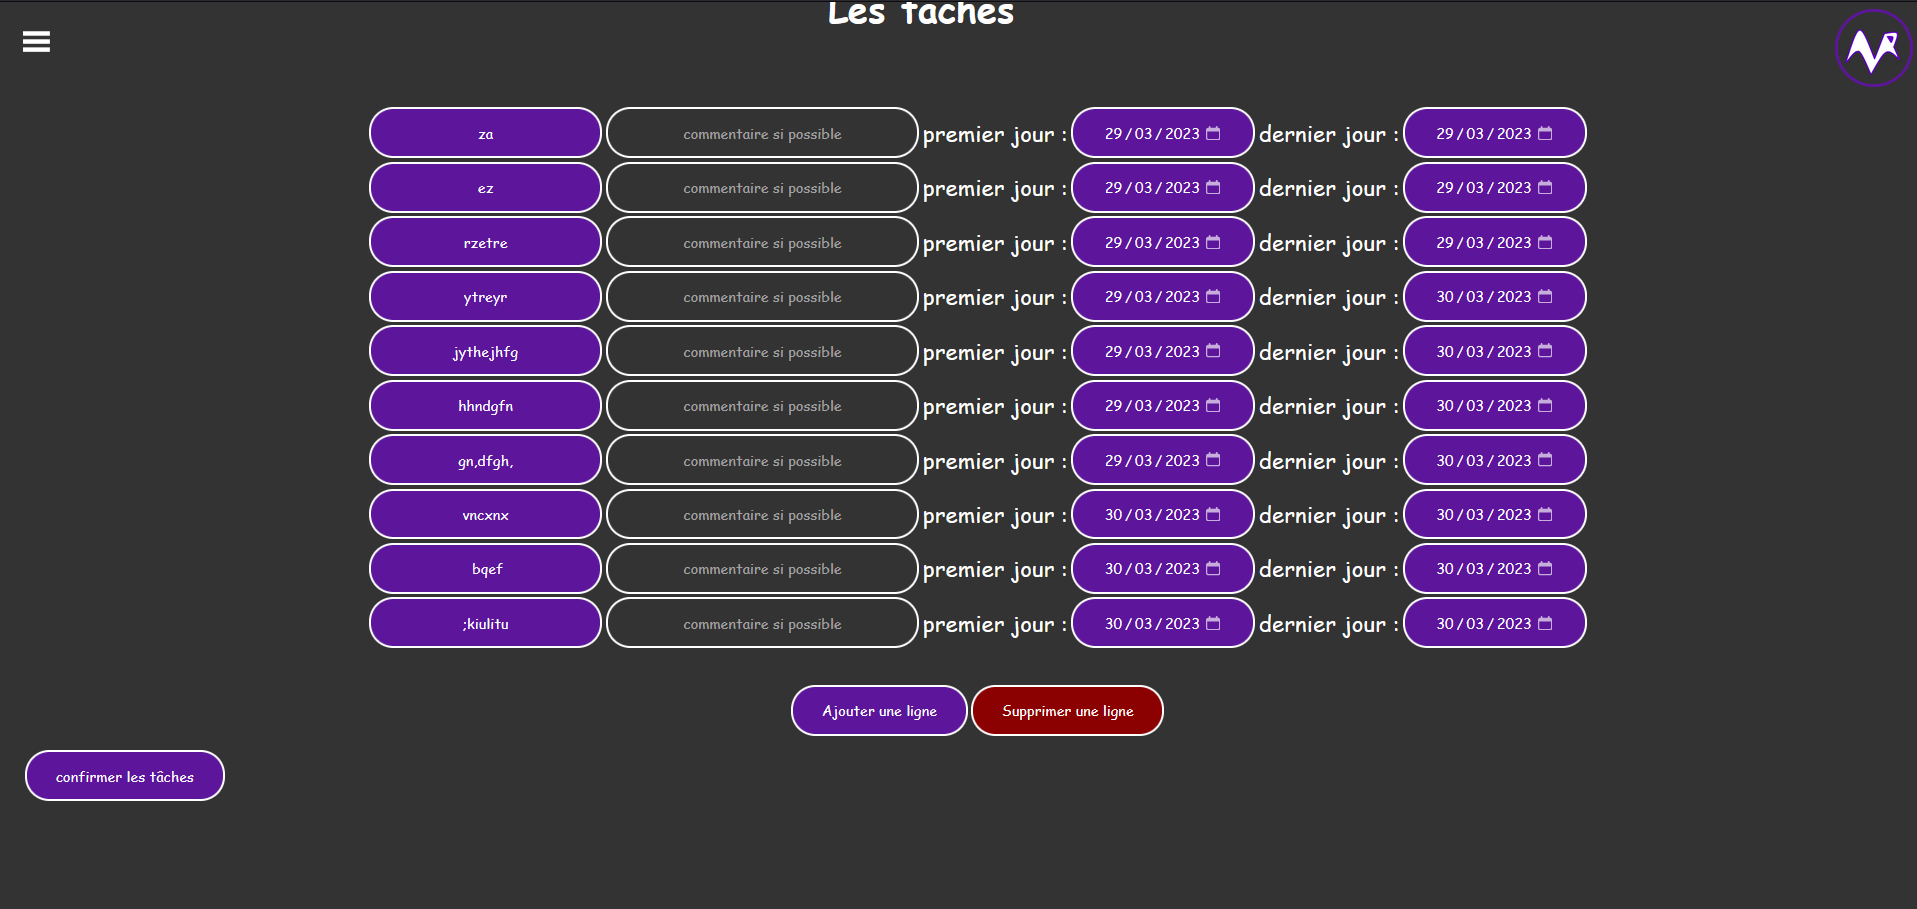 Les tâches
za commentaire si possible premier jour : 29/03/2023 dernier jour : 29/03/2023
ez commentaire si possible premier jour : 29/03/2023 dernier jour : 29/03/2023
rzetre commentaire si possible premier jour : 29/03/2023 dernier jour : 29/03/2023
ytreyr commentaire si possible premier jour : 29/03/2023 dernier jour : 30/03/2023
jythejhfg commentaire si possible premier jour : 29/03/2023 dernier jour : 30/03/2023
hhndgfn commentaire si possible premier jour : 29/03/2023 dernier jour : 30/03/2023
gn,dfgh, commentaire si possible premier jour : 29/03/2023 dernier jour : 30/03/2023
vncxnx commentaire si possible premier jour : 30/03/2023 dernier jour : 30/03/2023
bqef commentaire si possible premier jour : 30/03/2023 dernier jour : 30/03/2023
;kiulitu commentaire si possible premier jour : 30/03/2023 dernier jour : 30/03/2023
Ajouter une ligne Supprimer une ligne
confirmer les tâches